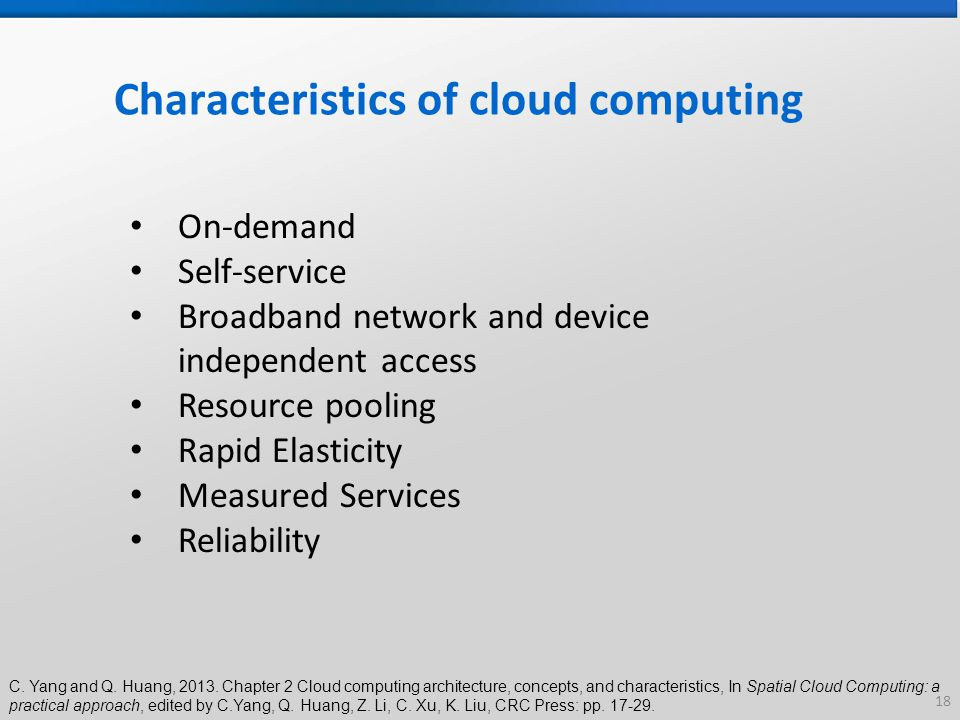 Characteristics of cloud computing
• On-demand
• Self-service
• Broadband network and device
independent access
• Resource pooling
• Rapid Elasticity
• Measured Services
• Reliability
C. Yang and Q. Huang, 2013. Chapter 2 Cloud computing architecture, concepts, and characteristics, In Spatial Cloud Computing: a
practical approach, edited by C.Yang, Q. Huang, Z. Li, C. Xu, K. Liu, CRC Press: pp. 17-29.
18